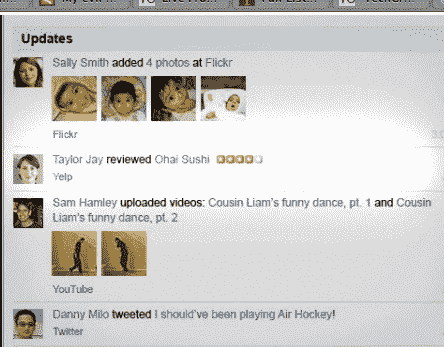 Updates
Sally Smith added 4 photos at Flickr
Flickr
Taylor Jay reviewed Ohai Sushi
Yelp
Sam Hamley uploaded videos: Cousin Liam's funny dance, pt. 1 and Cousin
Liam's funny dance, pt. 2
YouTube
Danny Milo tweeted I should've been playing Air Hockey!
Twitter